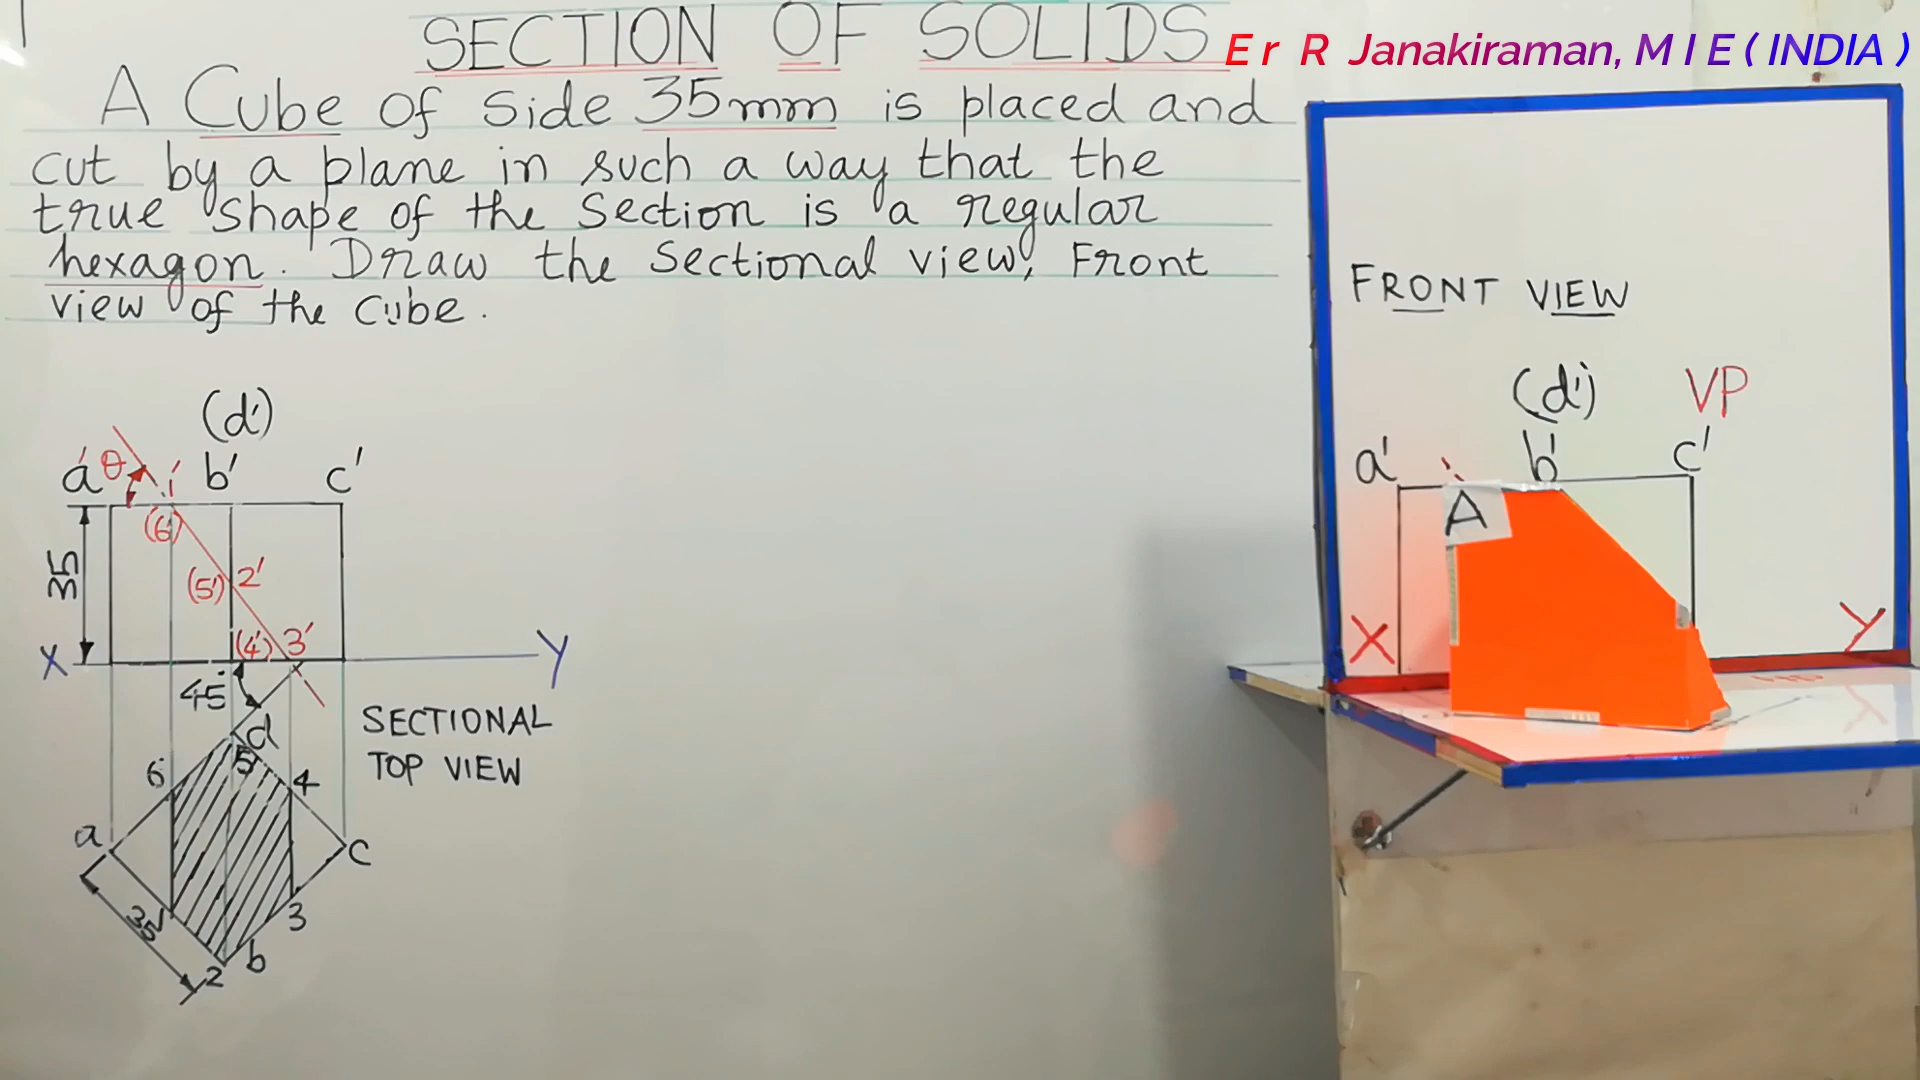 SECTION OF SOLIDS
Er R Janakiraman, M I E ( INDIA )
A Cube of side 35mm is placed and
cut by a plane in such a way that the
true shape of the section is a regular
hexagon. Draw the sectional view, Front
view of the cube.
FRONT VIEW
(d')
a' θ 1' b' c'
(6')
35
(5') 2'
(4') 3'
X Y
45°
SECTIONAL
TOP VIEW
d
6 5 4
a c
35 1 3
2 b
(d') VP
a' b' c'
A
X Y